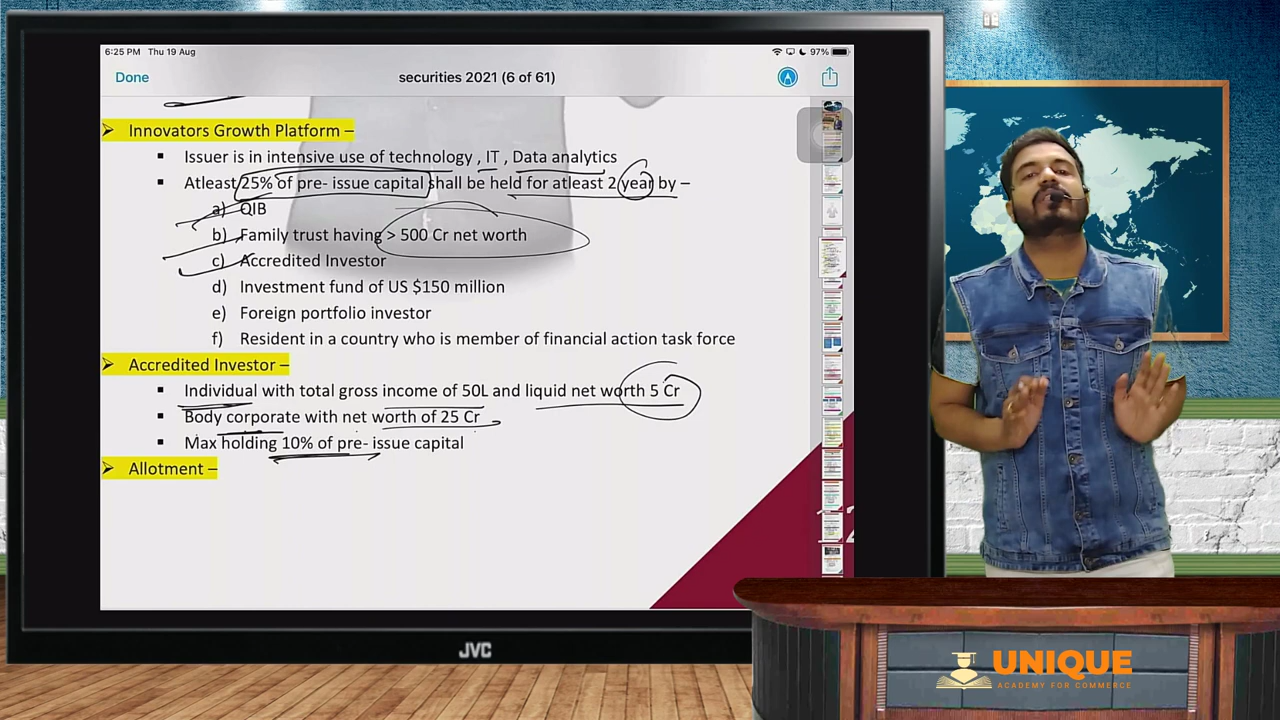 6:25 PM Thu 19 Aug
97%
Done
securities 2021 (6 of 61)
➢ Innovators Growth Platform –
▪ Issuer is in intensive use of technology , IT , Data analytics
▪ Atleast 25% of pre- issue capital shall be held for atleast 2 year by –
a) QIB
b) Family trust having > 500 Cr net worth
c) Accredited Investor
d) Investment fund of US $150 million
e) Foreign portfolio investor
f) Resident in a country who is member of financial action task force
➢ Accredited Investor –
▪ Individual with total gross income of 50L and liquid net worth 5 Cr
▪ Body corporate with net worth of 25 Cr
▪ Max holding 10% of pre- issue capital
➢ Allotment –
JVC
UNIQUE
ACADEMY FOR COMMERCE